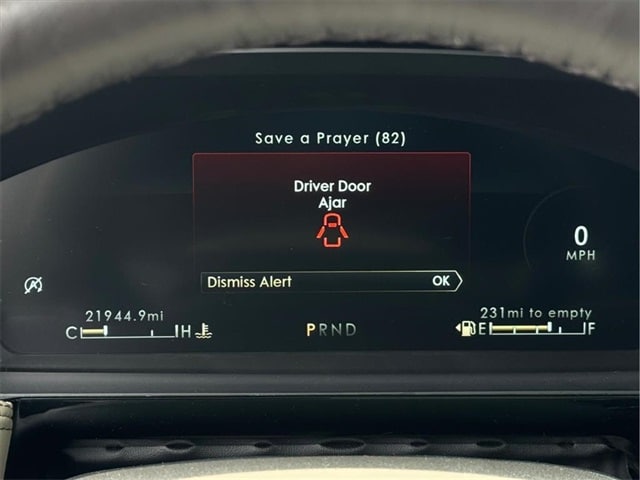 Save a Prayer (82)
Driver Door
Ajar
Dismiss Alert OK
0
MPH
21944.9mi
C H
PRND
231mi to empty
E F